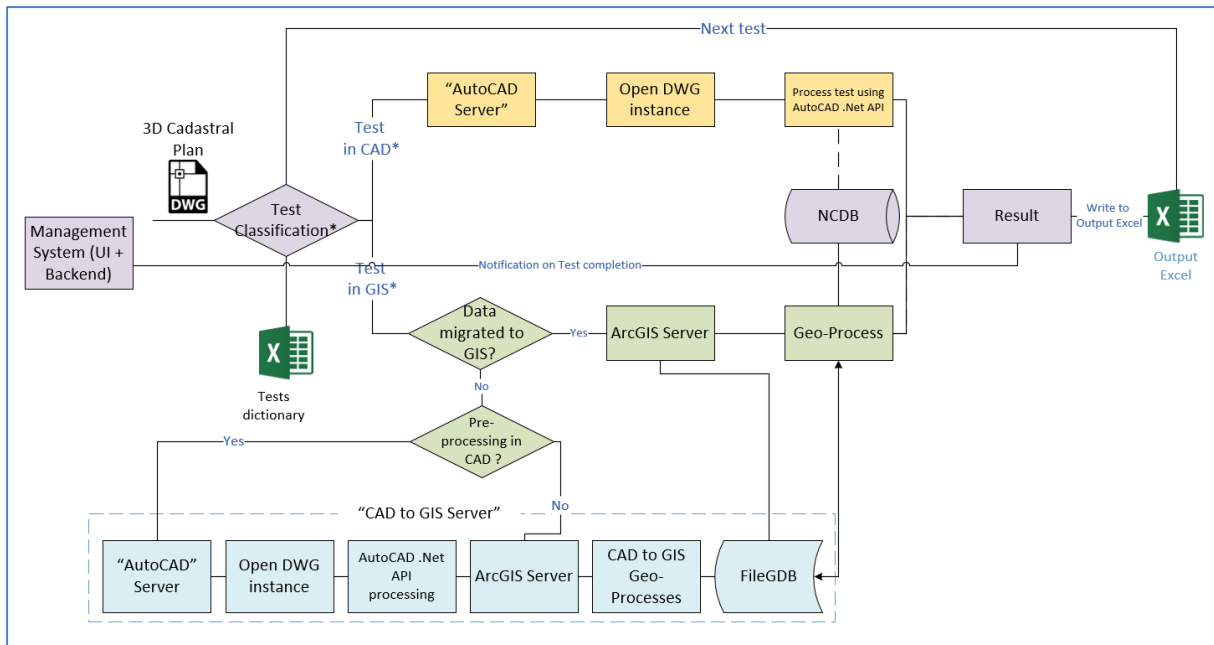 Next test
"AutoCAD
Server"
Open DWG
instance
Process test using
AutoCAD .Net API
3D Cadastral
Plan
DWG
Test
in CAD*
Test
Classification*
NCDB
Result
Write to
Output Excel
X
Output
Excel
Management
System (UI +
Backend)
Notification on Test completion
Test
in GIS*
Data
migrated to
GIS?
Yes
ArcGIS Server
Geo-Process
X
Tests
dictionary
No
Pre-
processing in
CAD ?
Yes
No
"CAD to GIS Server"
"AutoCAD"
Server
Open DWG
instance
AutoCAD .Net
API
processing
ArcGIS Server
CAD to GIS
Geo-
Processes
FileGDB